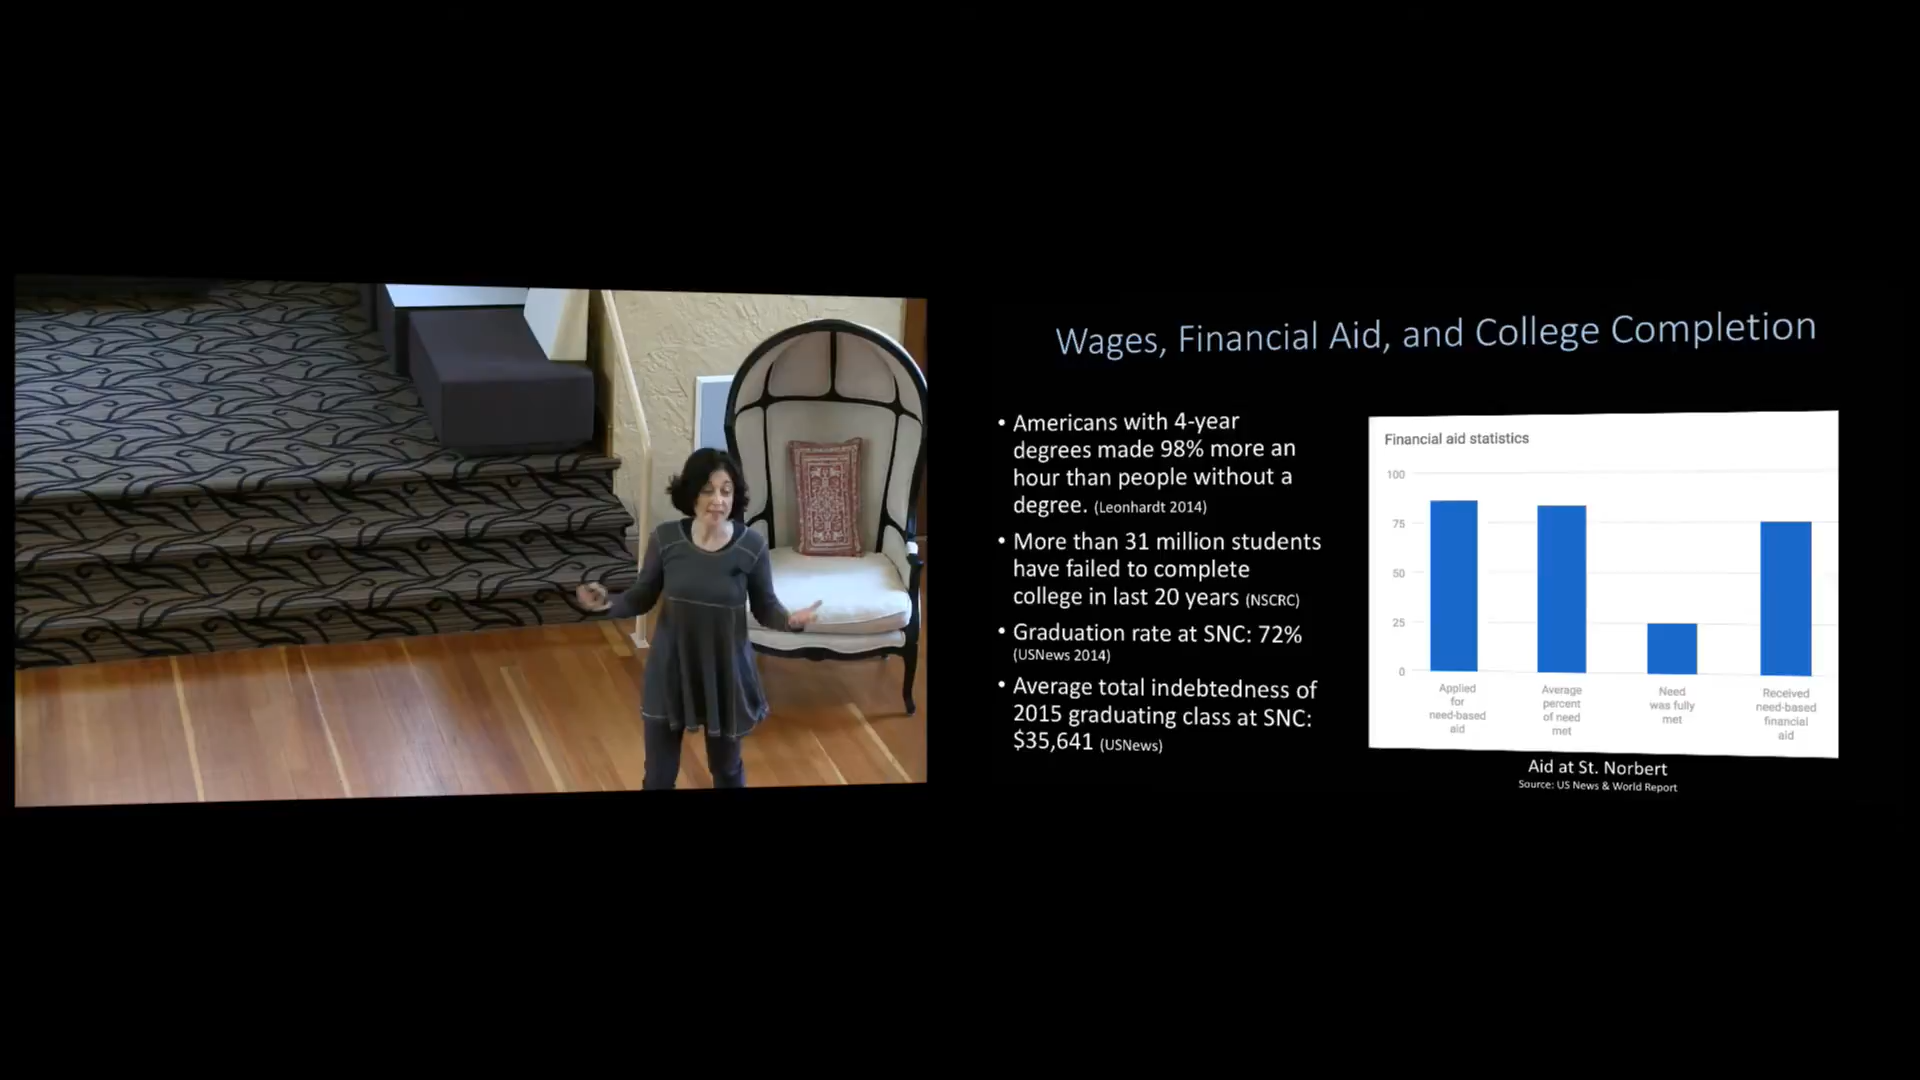 Wages, Financial Aid, and College Completion
• Americans with 4-year
degrees made 98% more an
hour than people without a
degree. (Leonhardt 2014)
• More than 31 million students
have failed to complete
college in last 20 years (NSCRC)
• Graduation rate at SNC: 72%
(USNews 2014)
• Average total indebtedness of
2015 graduating class at SNC:
$35,641 (USNews)
Financial aid statistics
100
75
50
25
0
Applied
for
need-based
aid
Average
percent
of need
met
Need
was fully
met
Received
need-based
financial
aid
Aid at St. Norbert
Source: US News & World Report